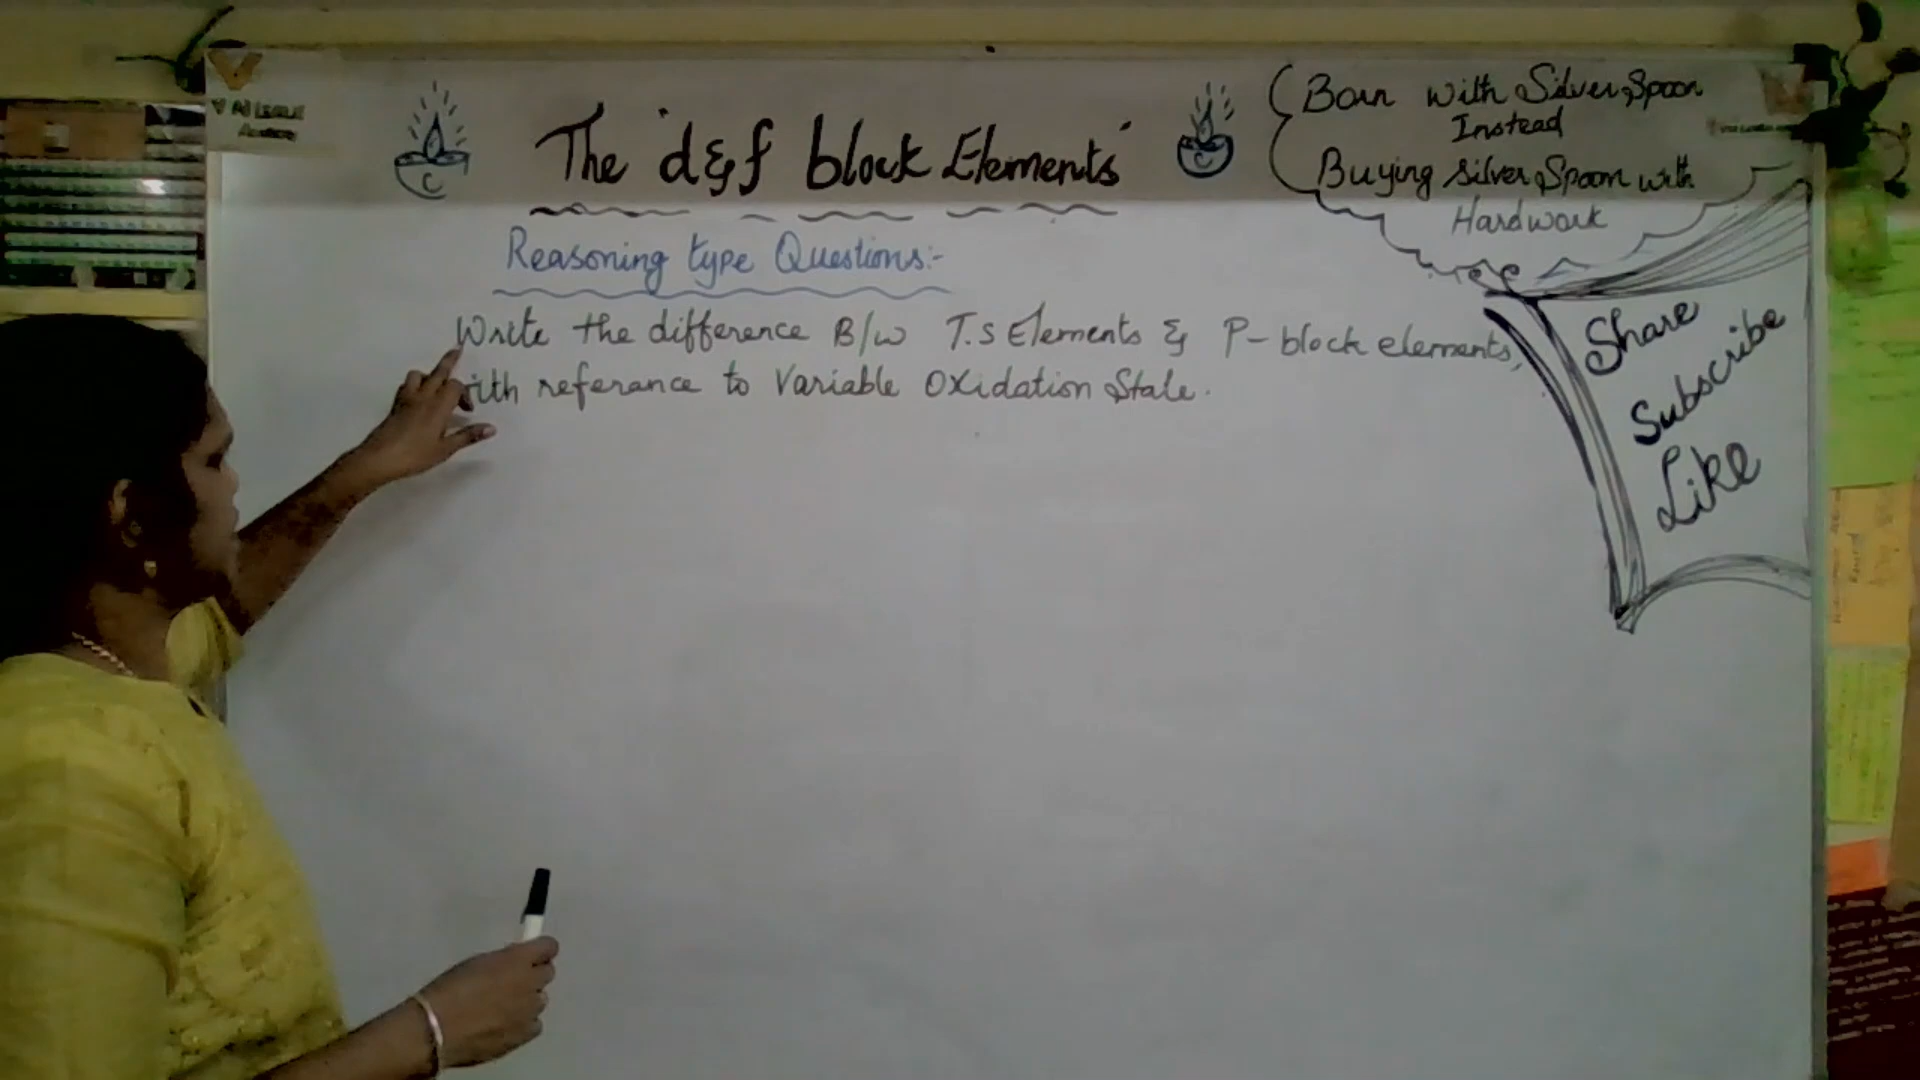 The "d&f block Elements"
Born with Silver Spoon
Instead
Buying Silver Spoon with
Hardwork
Reasoning type Questions:-
Write the difference B/w T.S Elements & P-block elements,
ith referance to Variable Oxidation State.
Share
Subscribe
Like
C
C